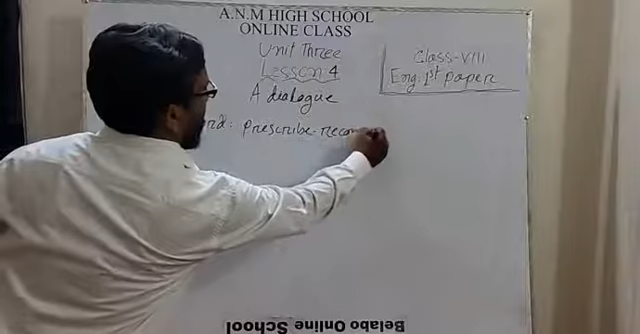 A.N.M HIGH SCHOOL
ONLINE CLASS
Unit Three
Class-VIII
Lesson 4
Eng: 1st paper
A dialogue
prescribe-
Belabo Online School